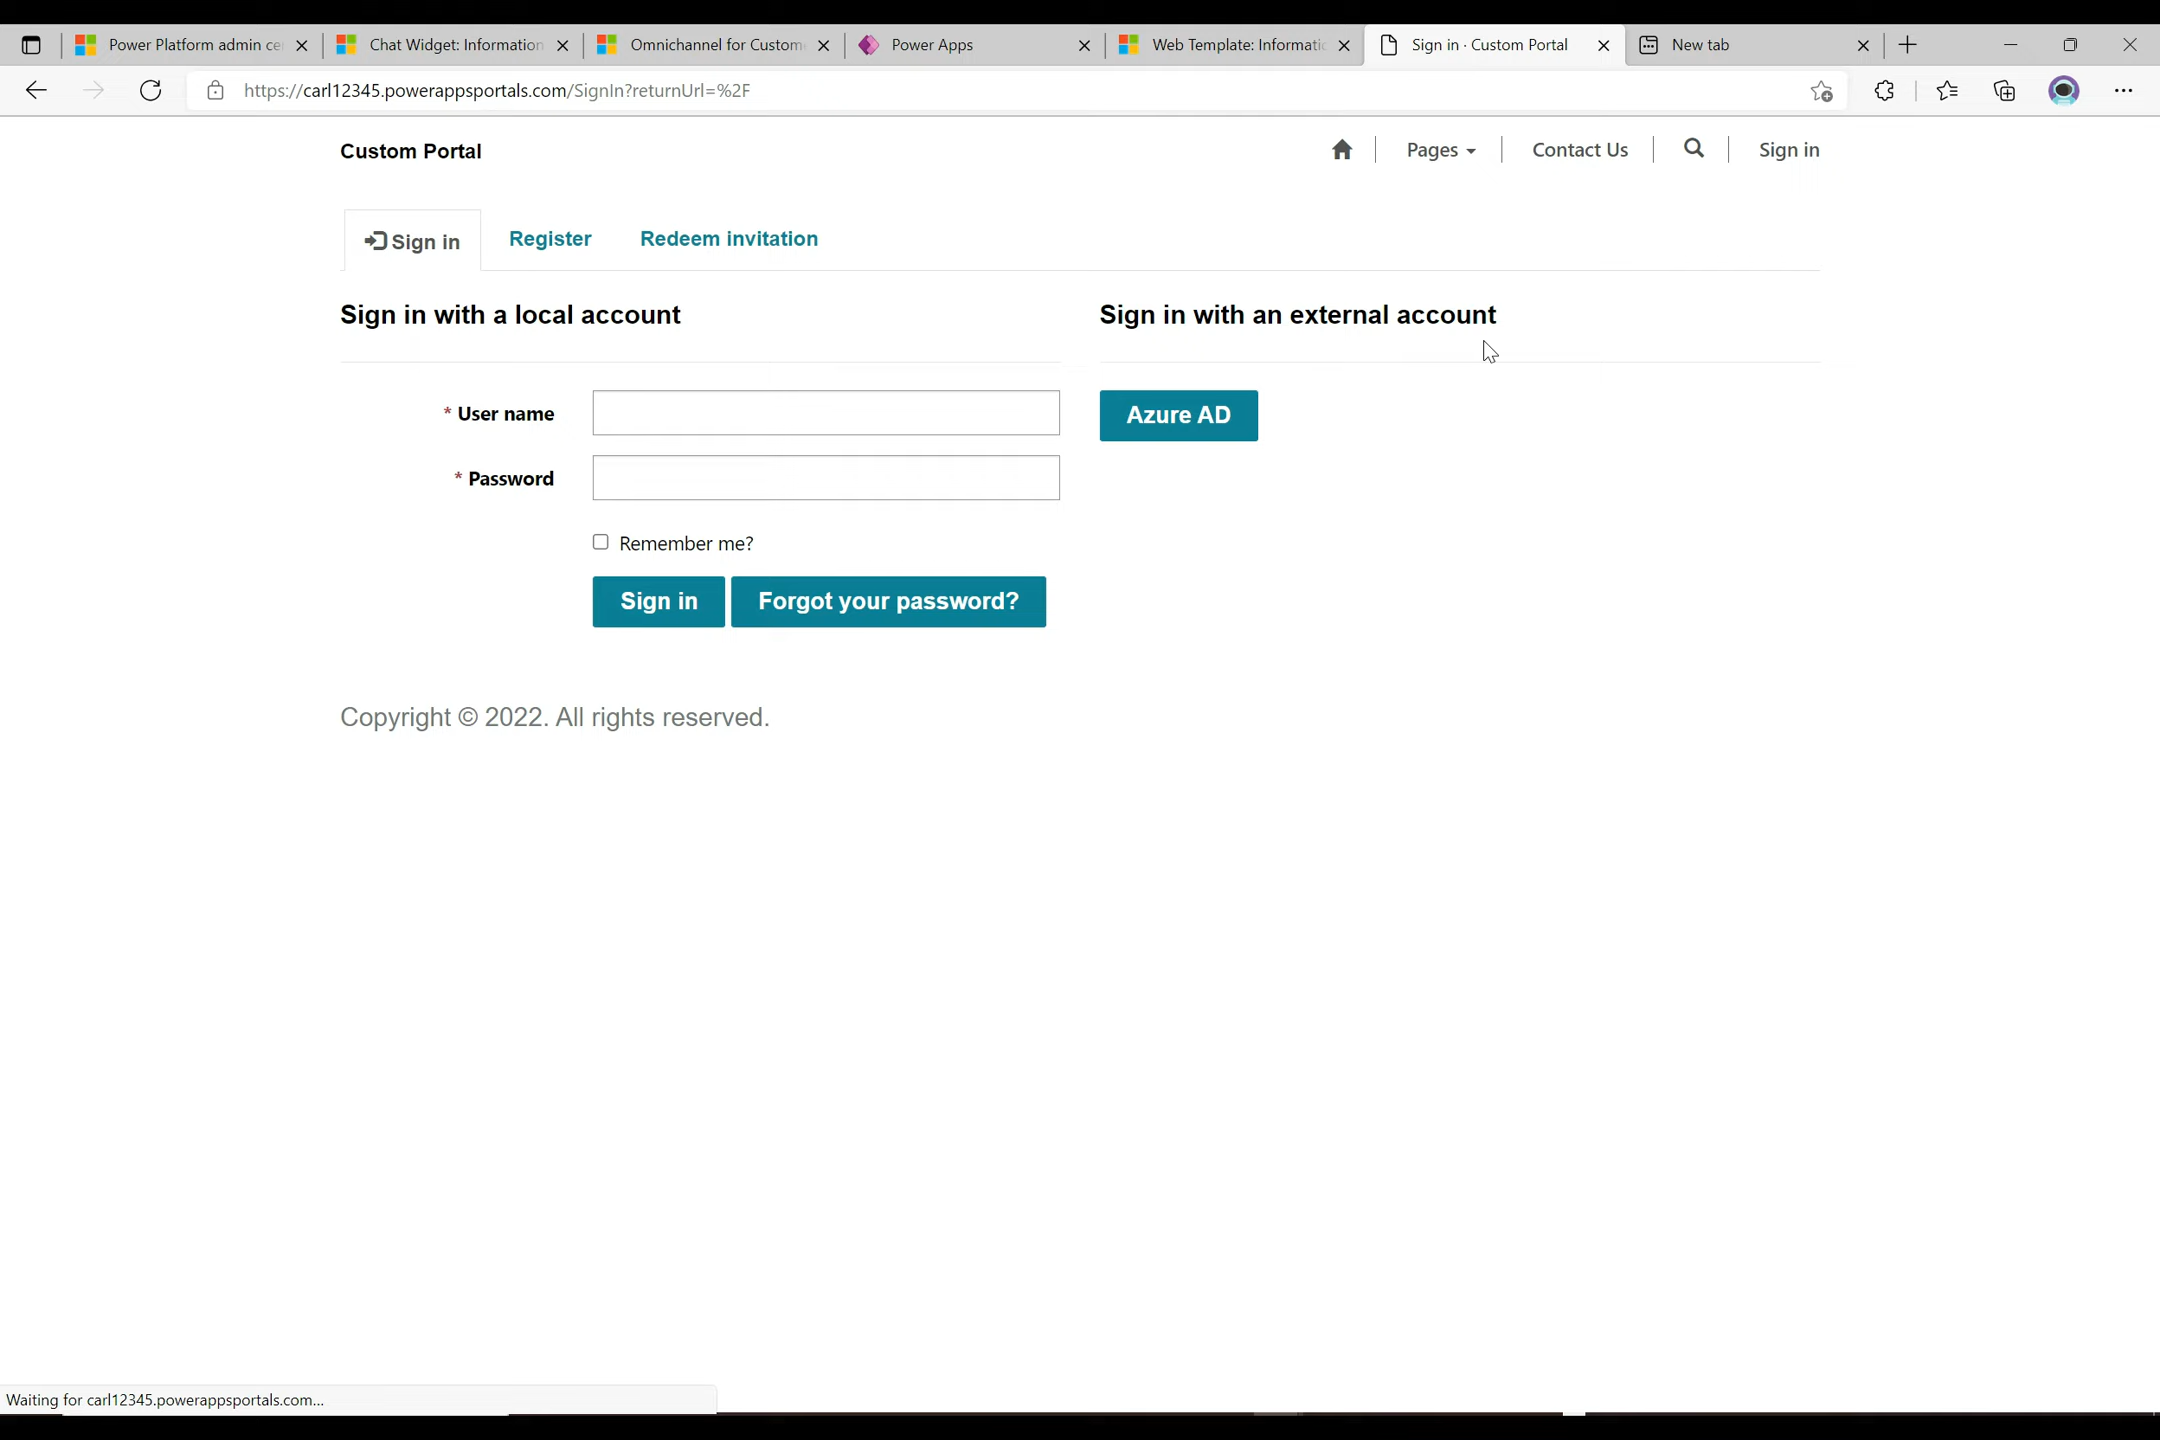 Power Platform admin ce
Chat Widget: Information
Omnichannel for Custom
Power Apps
Web Template: Informatic
Sign in · Custom Portal
New tab
https://carl12345.powerappsportals.com/SignIn?returnUrl=%2F
Custom Portal
Pages
Contact Us
Sign in
Sign in
Register
Redeem invitation
Sign in with a local account
Sign in with an external account
* User name
Azure AD
* Password
Remember me?
Sign in
Forgot your password?
Copyright © 2022. All rights reserved.
Waiting for carl12345.powerappsportals.com...